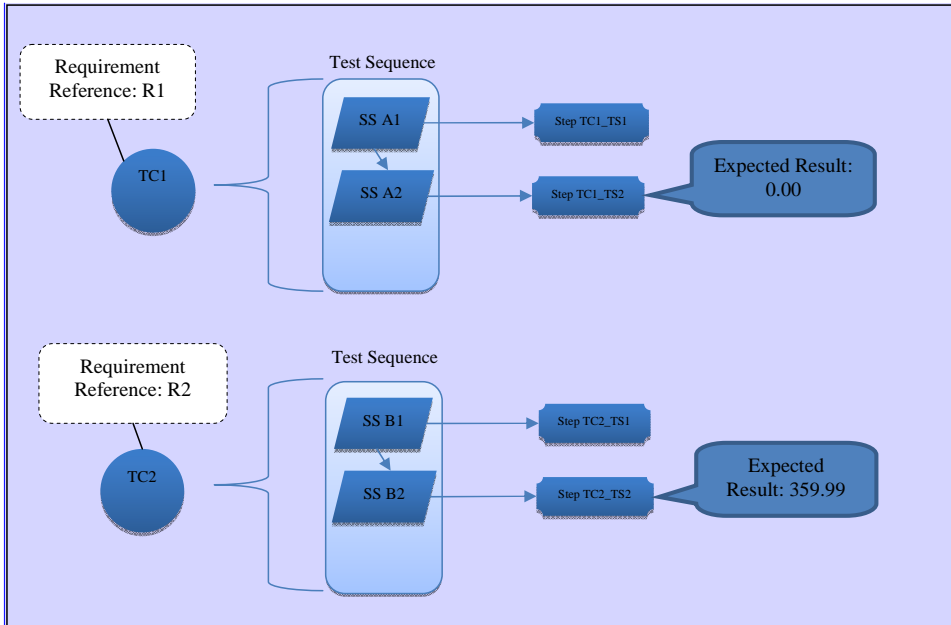 Requirement
Reference: R1
TC1
Test Sequence
SS A1
SS A2
Step TC1_TS1
Step TC1_TS2
Expected Result:
0.00
Requirement
Reference: R2
TC2
Test Sequence
SS B1
SS B2
Step TC2_TS1
Step TC2_TS2
Expected
Result: 359.99